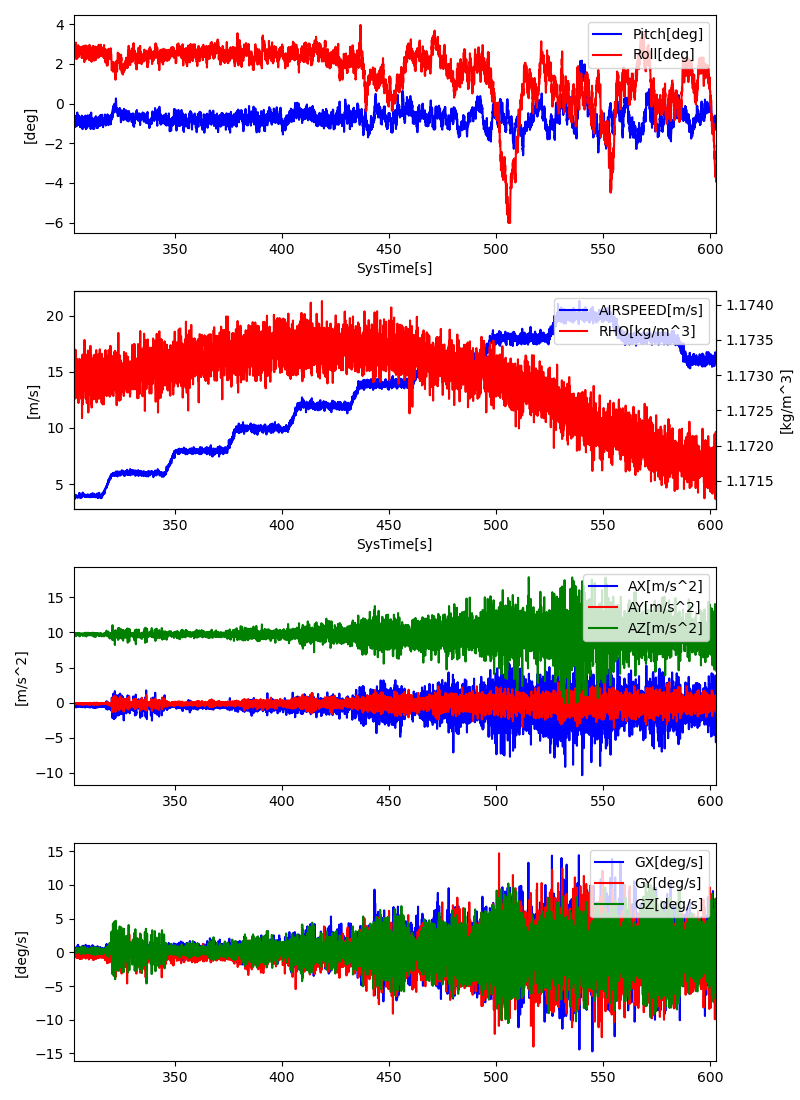 4
2
0
−2
−4
−6
[deg]
Pitch[deg]
Roll[deg]
350 400 450 500 550 600
SysTime[s]
20
15
10
5
[m/s]
AIRSPEED[m/s]
RHO[kg/m^3]
1.1740
1.1735
1.1730
1.1725
1.1720
1.1715
[kg/m^3]
350 400 450 500 550 600
SysTime[s]
15
10
5
0
−5
−10
[m/s^2]
AX[m/s^2]
AY[m/s^2]
AZ[m/s^2]
350 400 450 500 550 600
15
10
5
0
−5
−10
−15
[deg/s]
GX[deg/s]
GY[deg/s]
GZ[deg/s]
350 400 450 500 550 600